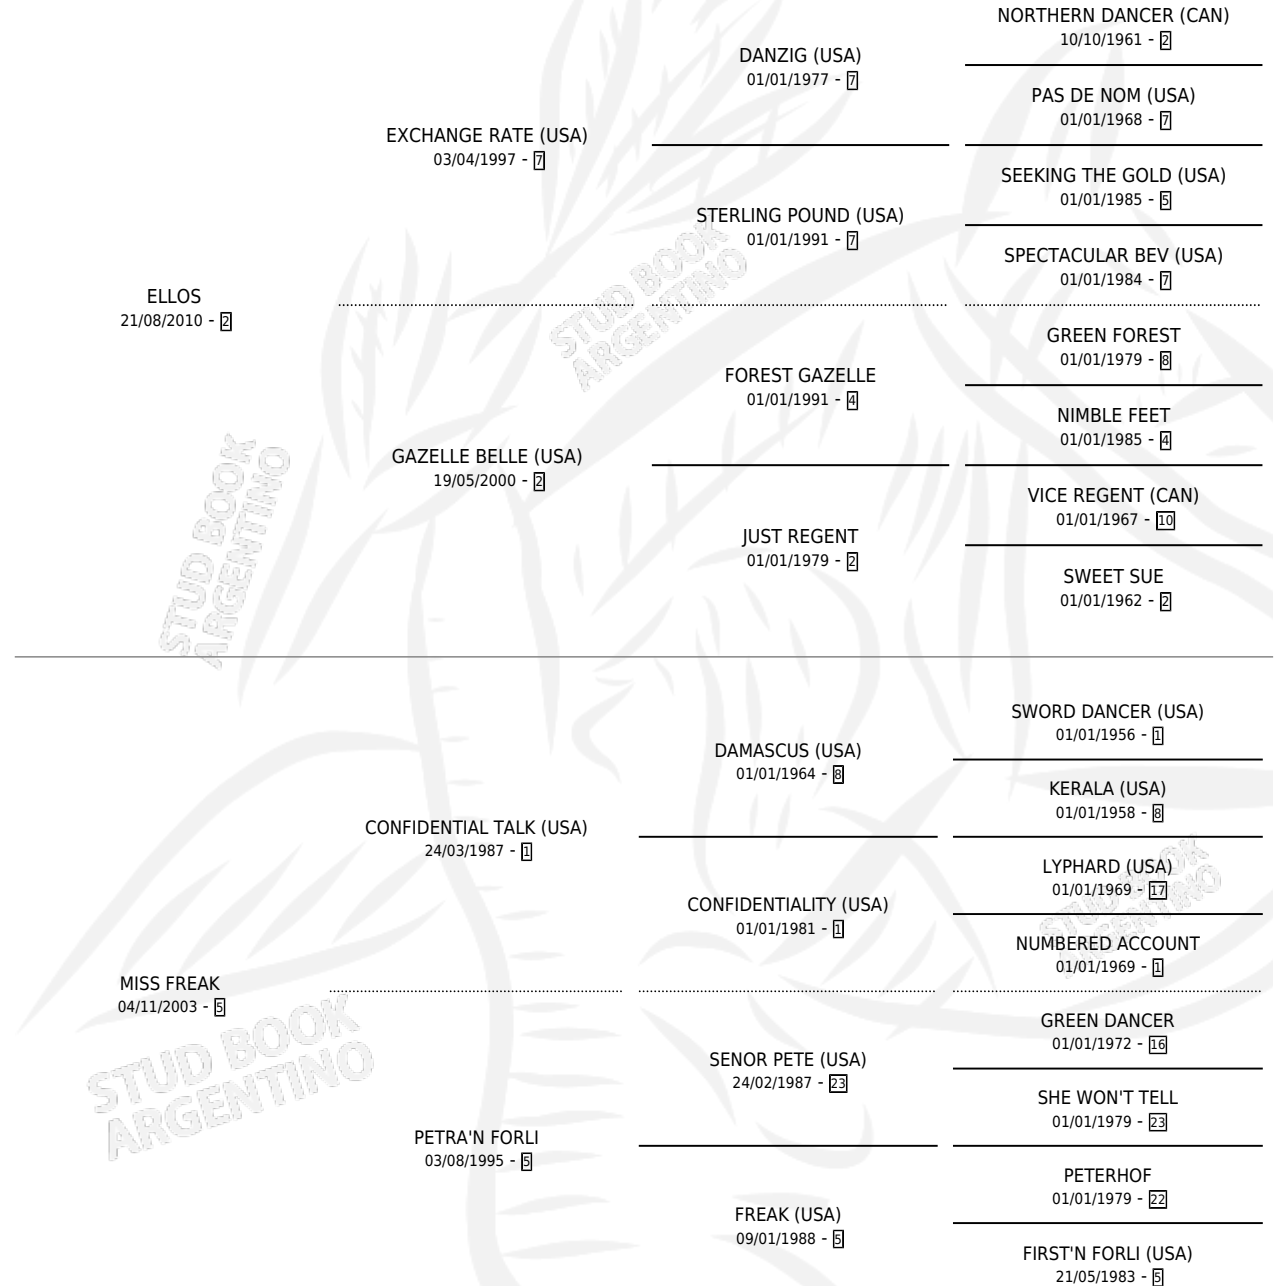 NORTHERN DANCER (CAN)
10/10/1961 - 2
DANZIG (USA)
01/01/1977 - 7
PAS DE NOM (USA)
01/01/1968 - 7
EXCHANGE RATE (USA)
03/04/1997 - 7
SEEKING THE GOLD (USA)
01/01/1985 - 5
STERLING POUND (USA)
01/01/1991 - 7
SPECTACULAR BEV (USA)
01/01/1984 - 7
ELLOS
21/08/2010 - 2
GREEN FOREST
01/01/1979 - 8
FOREST GAZELLE
01/01/1991 - 4
NIMBLE FEET
01/01/1985 - 4
GAZELLE BELLE (USA)
19/05/2000 - 2
VICE REGENT (CAN)
01/01/1967 - 10
JUST REGENT
01/01/1979 - 2
SWEET SUE
01/01/1962 - 2
SWORD DANCER (USA)
01/01/1956 - 1
DAMASCUS (USA)
01/01/1964 - 8
KERALA (USA)
01/01/1958 - 8
CONFIDENTIAL TALK (USA)
24/03/1987 - 1
LYPHARD (USA)
01/01/1969 - 17
CONFIDENTIALITY (USA)
01/01/1981 - 1
NUMBERED ACCOUNT
01/01/1969 - 1
MISS FREAK
04/11/2003 - 5
GREEN DANCER
01/01/1972 - 16
SENOR PETE (USA)
24/02/1987 - 23
SHE WON'T TELL
01/01/1979 - 23
PETRA'N FORLI
03/08/1995 - 5
PETERHOF
01/01/1979 - 22
FREAK (USA)
09/01/1988 - 5
FIRST'N FORLI (USA)
21/05/1983 - 5
STUD BOOK
ARGENTINO
STUD BOOK
ARGENTINO
STUD BOOK
ARGENTINO
STUD BOOK
ARGENTINO